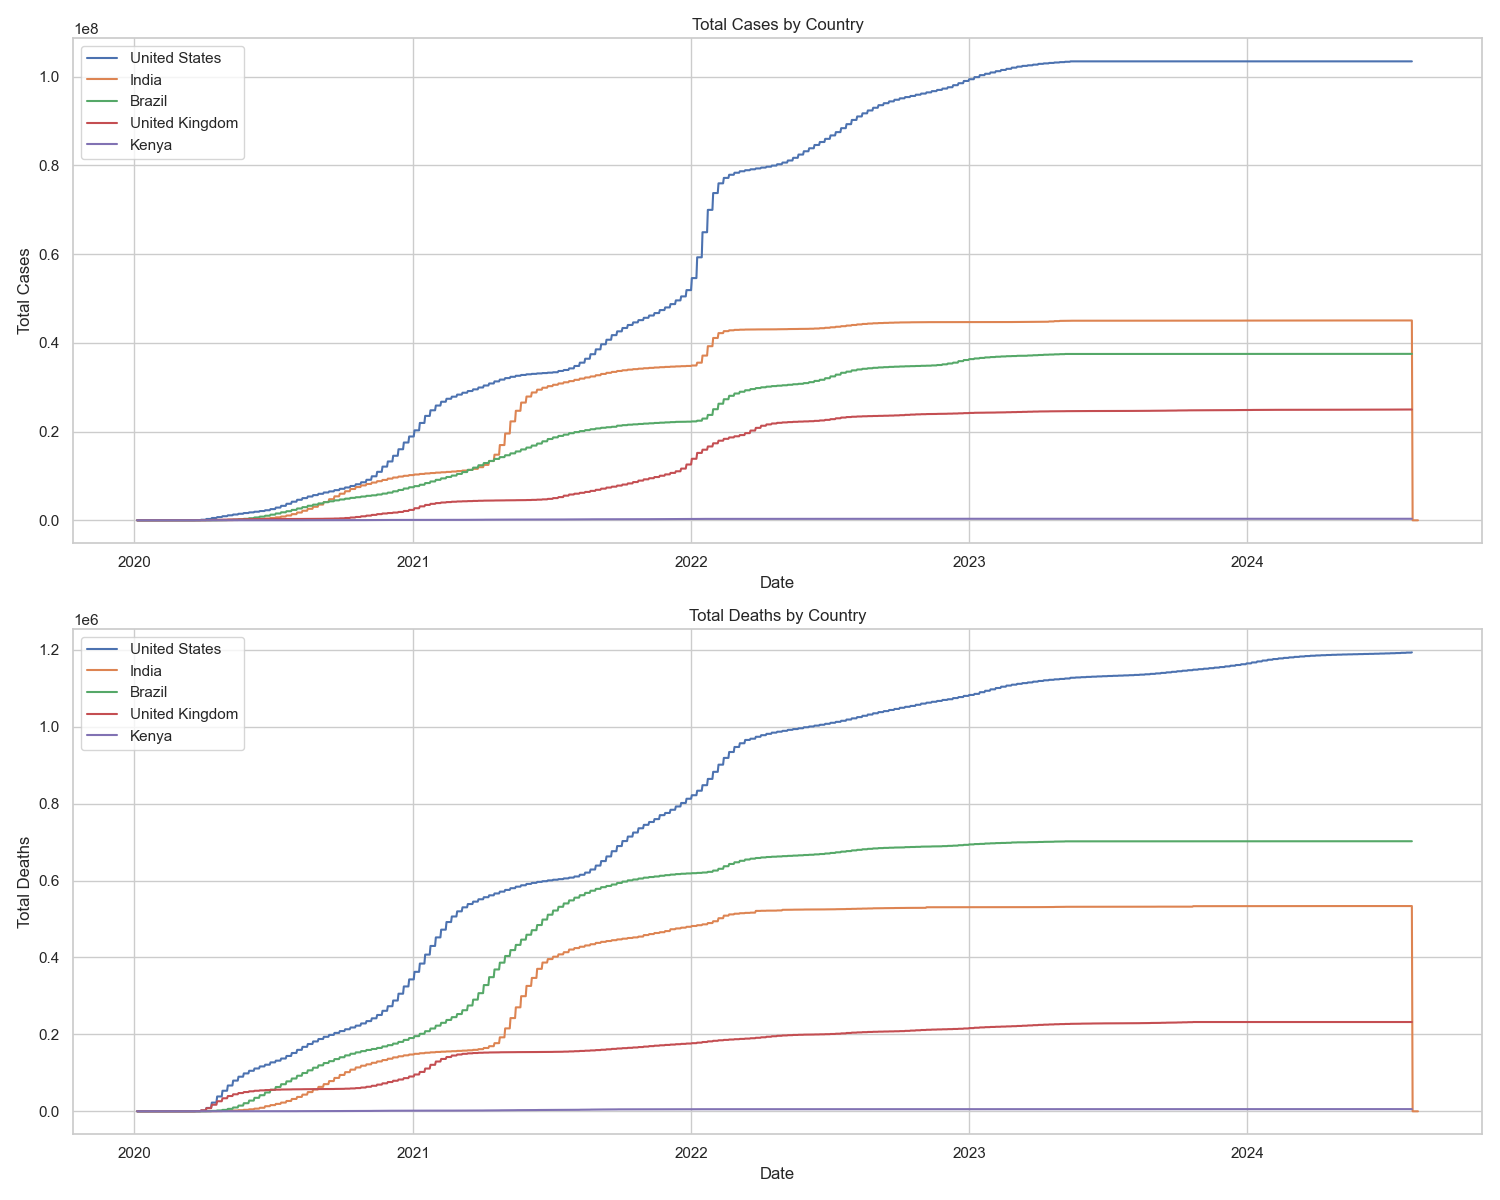 Total Cases by Country
1e8
United States
India
Brazil
United Kingdom
Kenya
1.0
0.8
0.6
0.4
0.2
0.0
Total Cases
2020 2021 2022 2023 2024
Date
Total Deaths by Country
1e6
United States
India
Brazil
United Kingdom
Kenya
1.2
1.0
0.8
0.6
0.4
0.2
0.0
Total Deaths
2020 2021 2022 2023 2024
Date